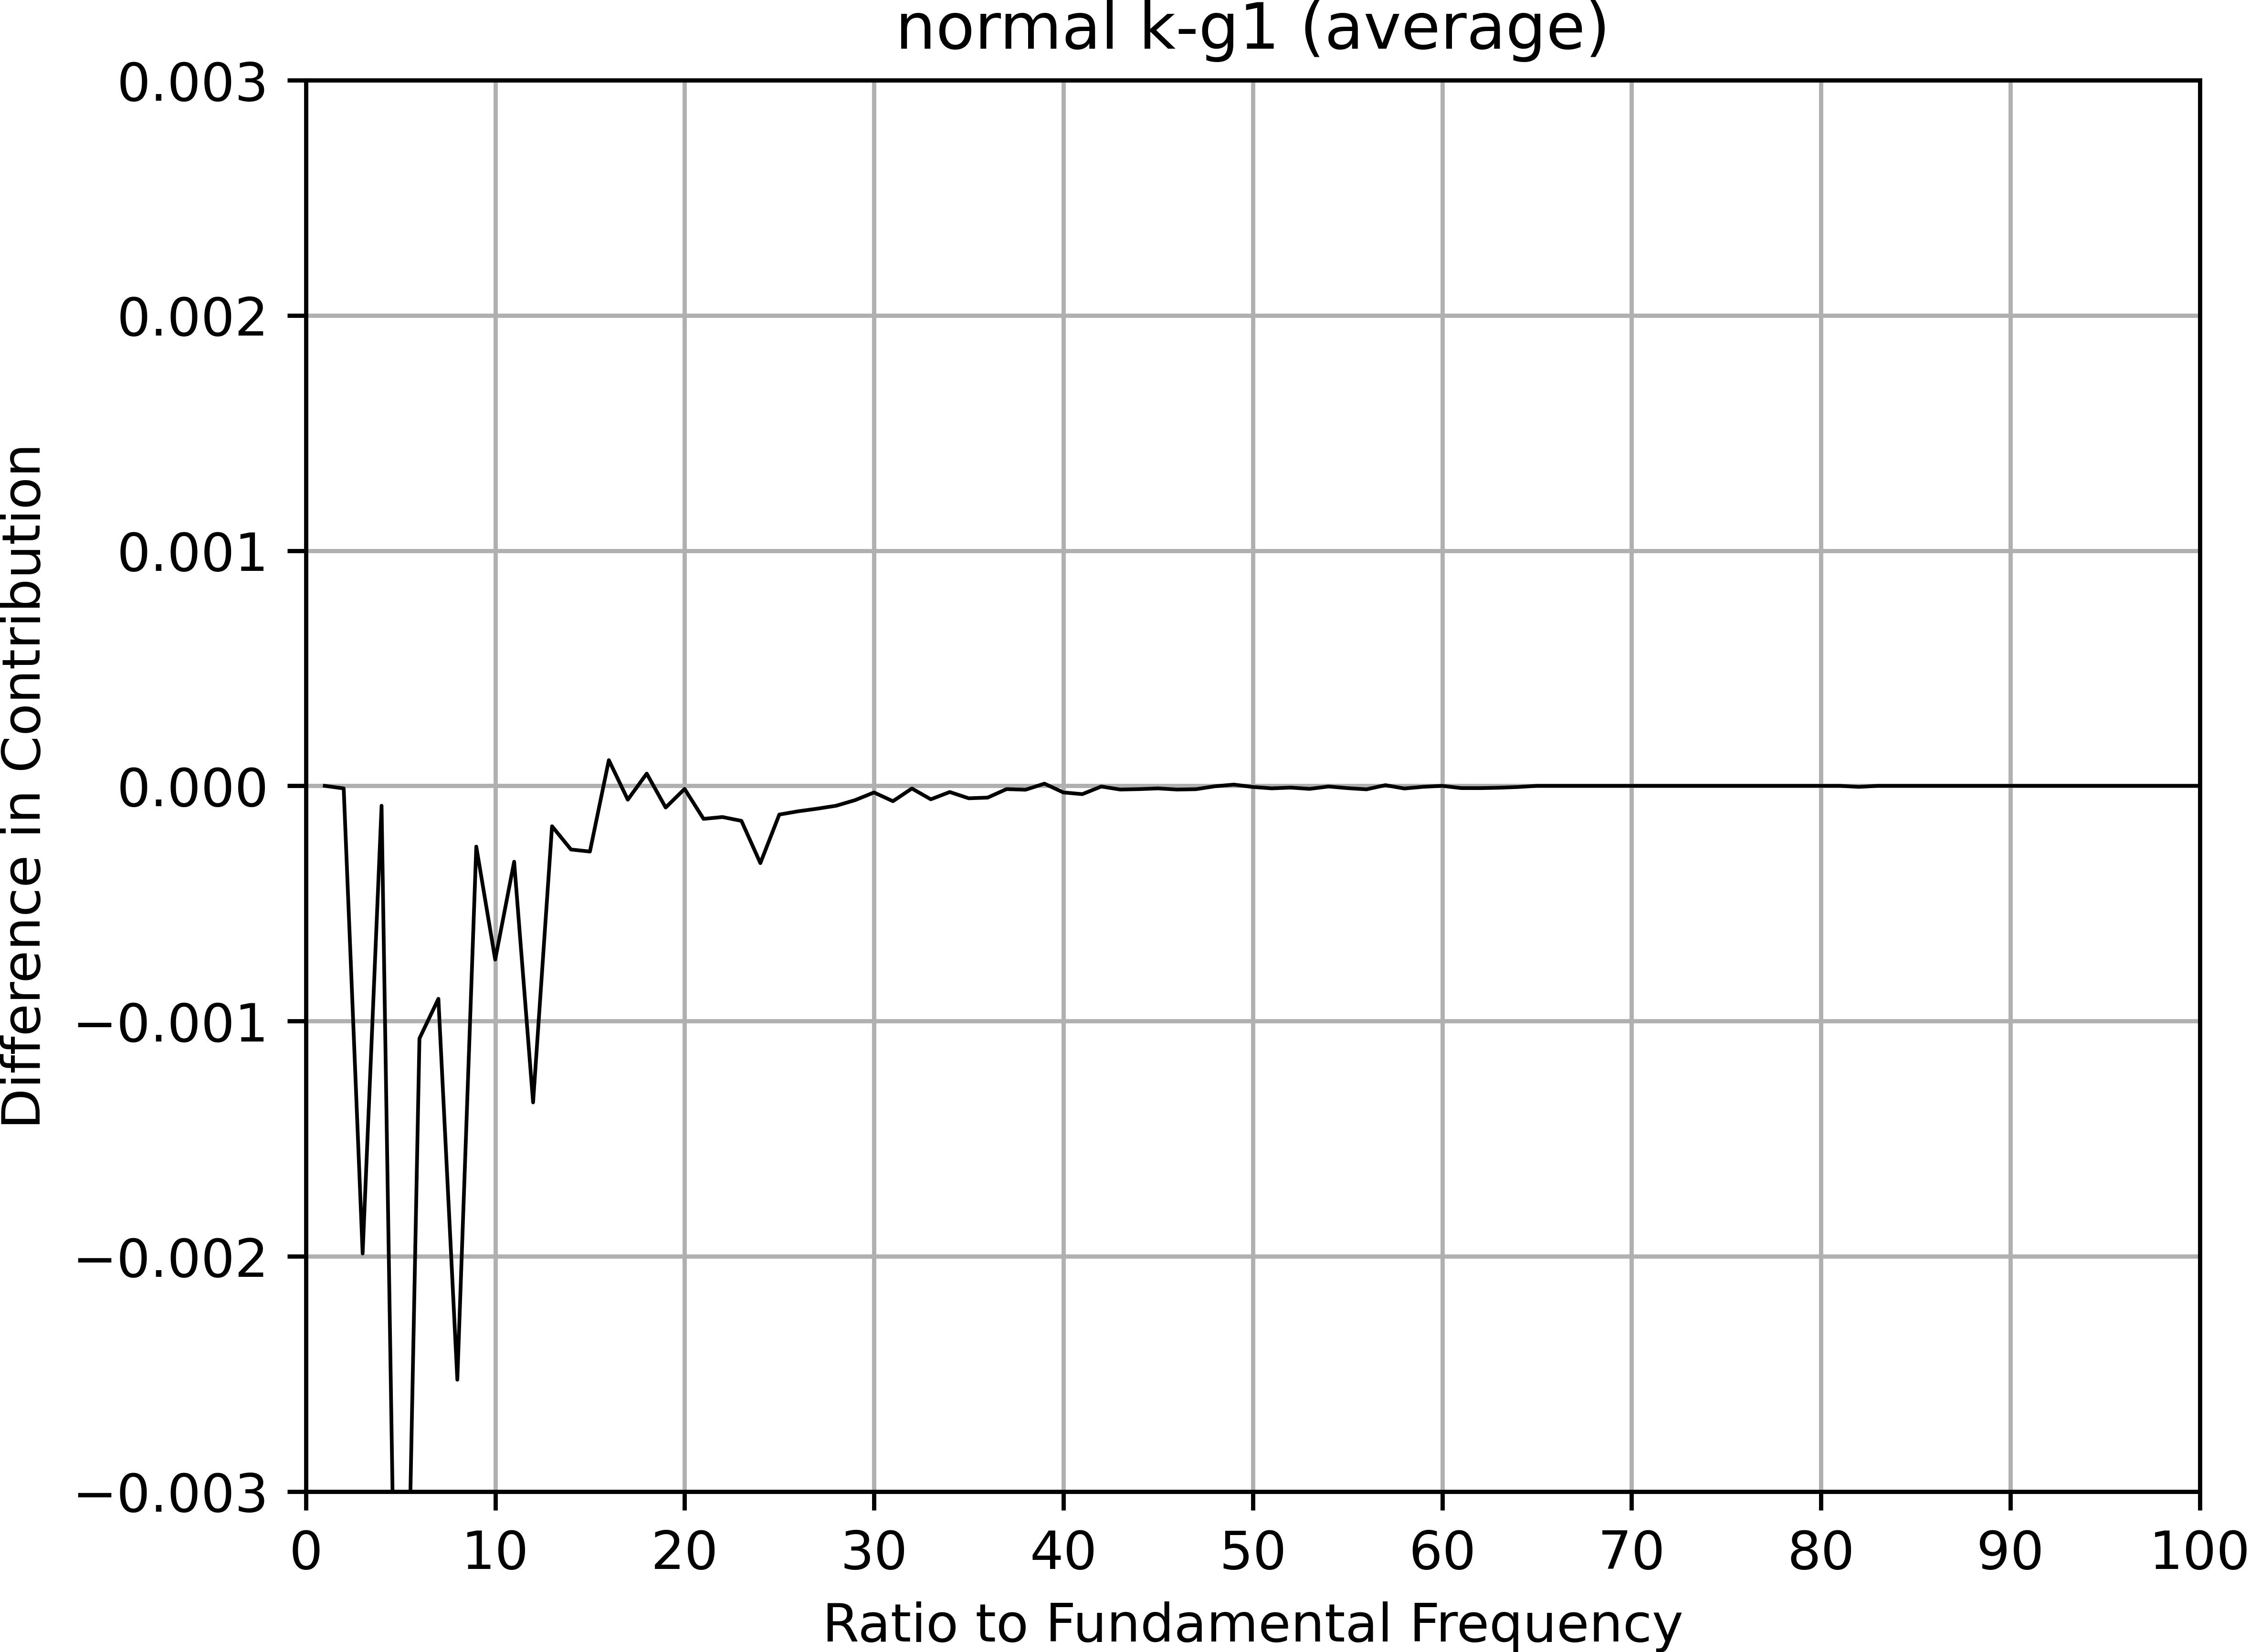 normal k-g1 (average)
0.003
0.002
0.001
0.000
−0.001
−0.002
−0.003
Difference in Contribution
0 10 20 30 40 50 60 70 80 90 100
Ratio to Fundamental Frequency